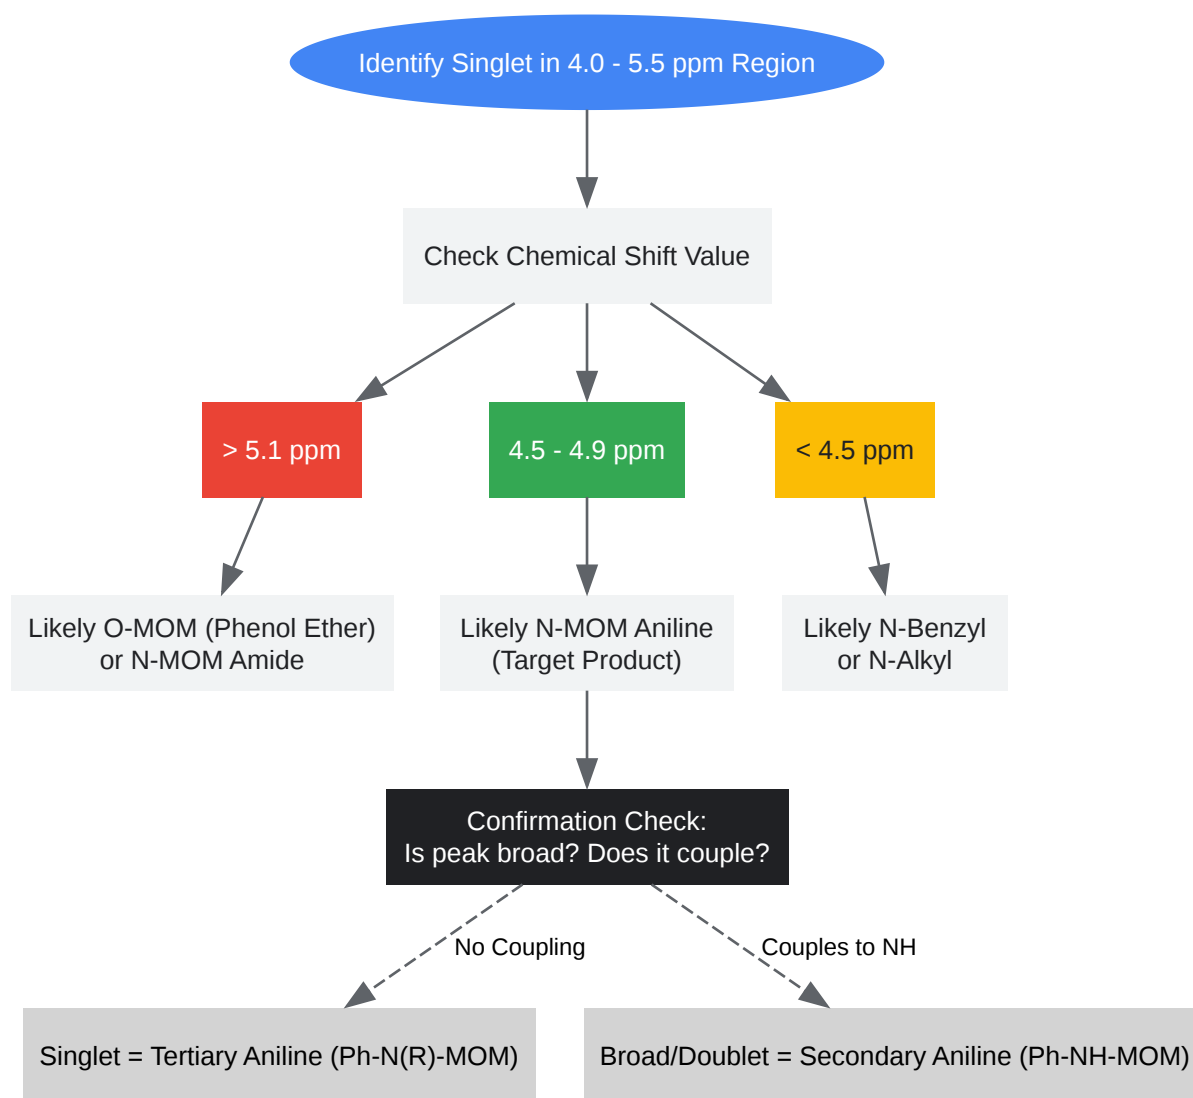 Identify Singlet in 4.0 - 5.5 ppm Region
Check Chemical Shift Value
> 5.1 ppm
4.5 - 4.9 ppm
< 4.5 ppm
Likely O-MOM (Phenol Ether)
or N-MOM Amide
Likely N-MOM Aniline
(Target Product)
Likely N-Benzyl
or N-Alkyl
Confirmation Check:
Is peak broad? Does it couple?
No Coupling
Couples to NH
Singlet = Tertiary Aniline (Ph-N(R)-MOM)
Broad/Doublet = Secondary Aniline (Ph-NH-MOM)